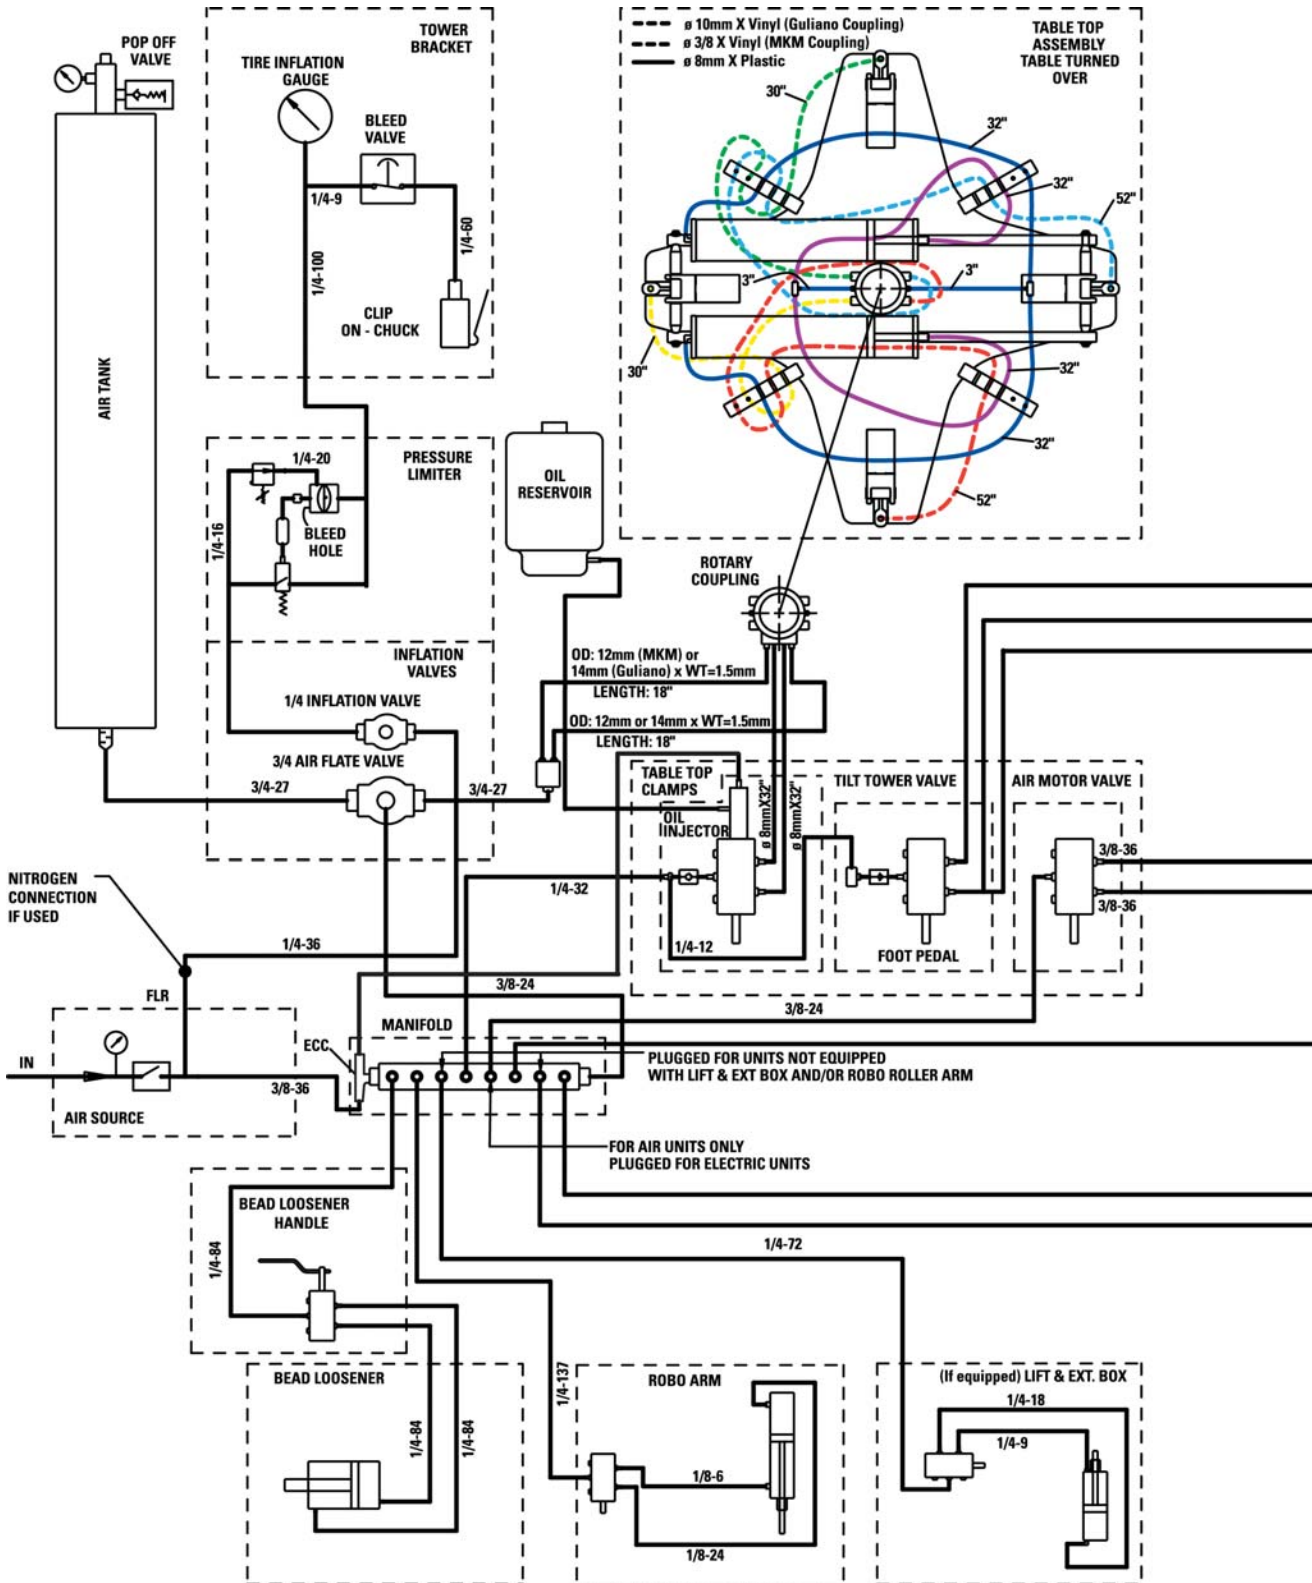 POP OFF
VALVE
AIR TANK
TOWER
BRACKET
TIRE INFLATION
GAUGE
BLEED
VALVE
1/4-9
1/4-60
1/4-100
CLIP
ON - CHUCK
ø 10mm X Vinyl (Guliano Coupling)
ø 3/8 X Vinyl (MKM Coupling)
ø 8mm X Plastic
TABLE TOP
ASSEMBLY
TABLE TURNED
OVER
30"
32"
32"
52"
3"
3"
30"
32"
32"
52"
PRESSURE
LIMITER
1/4-20
1/4-16
BLEED
HOLE
OIL
RESERVOIR
ROTARY
COUPLING
INFLATION
VALVES
1/4 INFLATION VALVE
3/4 AIR FLATE VALVE
3/4-27
3/4-27
OD: 12mm (MKM) or
14mm (Guliano) x WT=1.5mm
LENGTH: 18"
OD: 12mm or 14mm x WT=1.5mm
LENGTH: 18"
TABLE TOP
CLAMPS
OIL
INJECTOR
ø 8mmX32"
ø 8mmX32"
TILT TOWER VALVE
AIR MOTOR VALVE
3/8-36
3/8-36
1/4-32
1/4-12
FOOT PEDAL
NITROGEN
CONNECTION
IF USED
1/4-36
3/8-24
3/8-24
FLR
MANIFOLD
ECC
IN
3/8-36
AIR SOURCE
PLUGGED FOR UNITS NOT EQUIPPED
WITH LIFT & EXT BOX AND/OR ROBO ROLLER ARM
FOR AIR UNITS ONLY
PLUGGED FOR ELECTRIC UNITS
BEAD LOOSENER
HANDLE
1/4-84
1/4-72
BEAD LOOSENER
1/4-84
1/4-84
1/4-137
ROBO ARM
1/8-6
1/8-24
(If equipped) LIFT & EXT. BOX
1/4-18
1/4-9